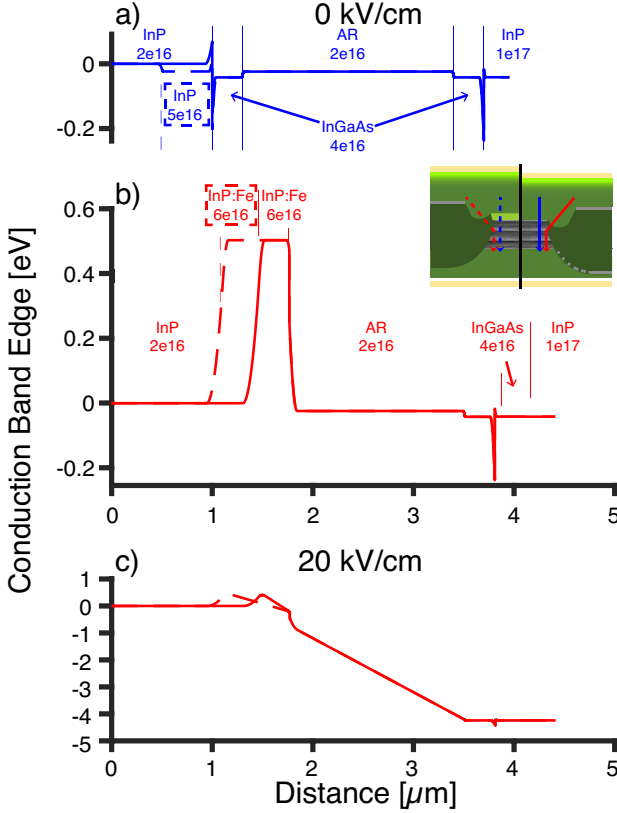 a)
0 kV/cm
InP
2e16
AR
2e16
InP
1e17
0
-0.2
InP
5e16
InGaAs
4e16
b)
InP:Fe
6e16
InP:Fe
6e16
0.6
0.4
0.2
0
-0.2
InP
2e16
AR
2e16
InGaAs
4e16
InP
1e17
0
1
2
3
4
5
Conduction Band Edge [eV]
c)
20 kV/cm
1
0
-1
-2
-3
-4
-5
0
1
2
3
4
5
Distance [µm]